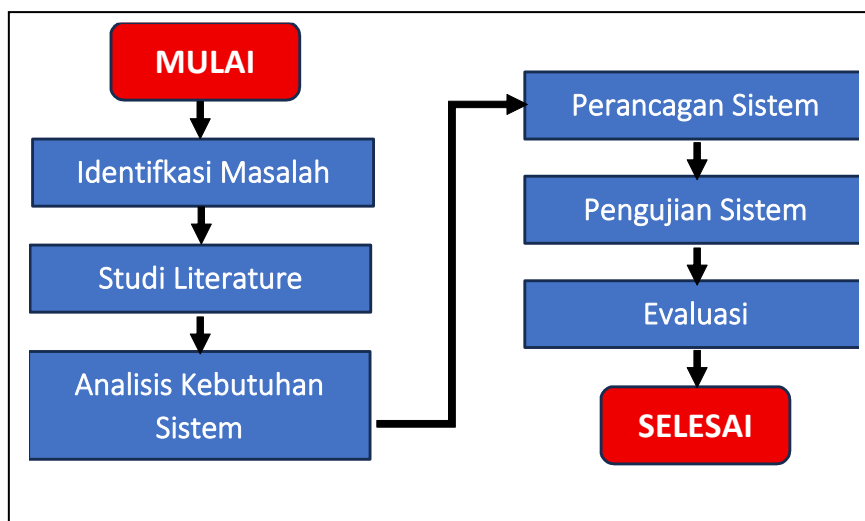 MULAI
Identifkasi Masalah
Studi Literature
Analisis Kebutuhan
Sistem
Perancagan Sistem
Pengujian Sistem
Evaluasi
SELESAI